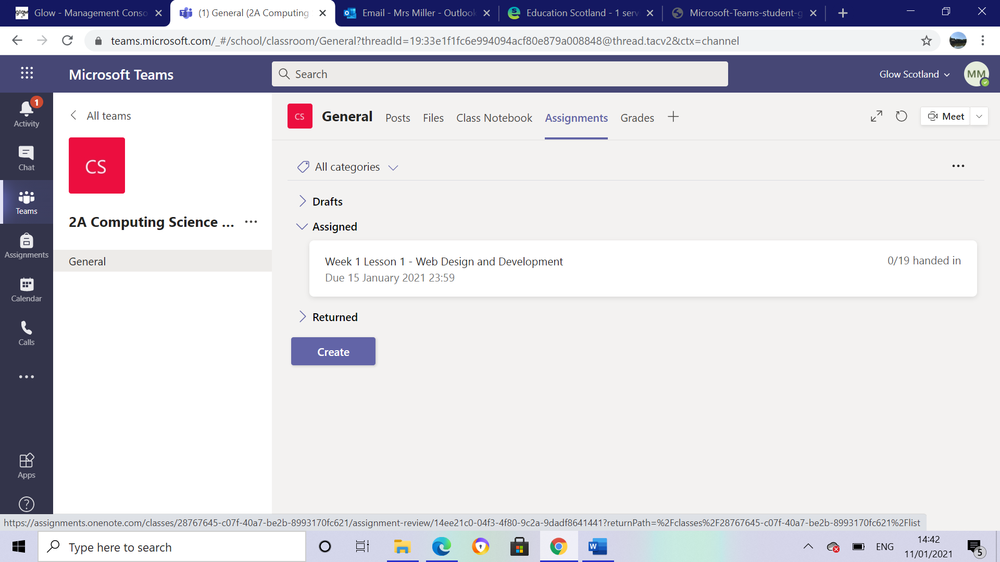 glow Glow - Management Conso
(1) General (2A Computing
Email - Mrs Miller - Outlook
Education Scotland - 1 serv
Microsoft-Teams-student-g
teams.microsoft.com/_#/school/classroom/General?threadId=19:33e1f1fc6e994094acf80e879a008848@thread.tacv2&ctx=channel
Microsoft Teams
Search
Glow Scotland
MM
1
Activity
Chat
Teams
Assignments
Calendar
Calls
Apps
All teams
CS
2A Computing Science ...
General
CS General Posts Files Class Notebook Assignments Grades
Meet
All categories
Drafts
Assigned
Week 1 Lesson 1 - Web Design and Development
0/19 handed in
Due 15 January 2021 23:59
Returned
Create
https://assignments.onenote.com/classes/28767645-c07f-40a7-be2b-8993170fc621/assignment-review/14ee21c0-04f3-4f80-9c2a-9dadf8641441?returnPath=%2Fclasses%2F28767645-c07f-40a7-be2b-8993170fc621%2Flist
Type here to search
ENG
14:42
11/01/2021
5